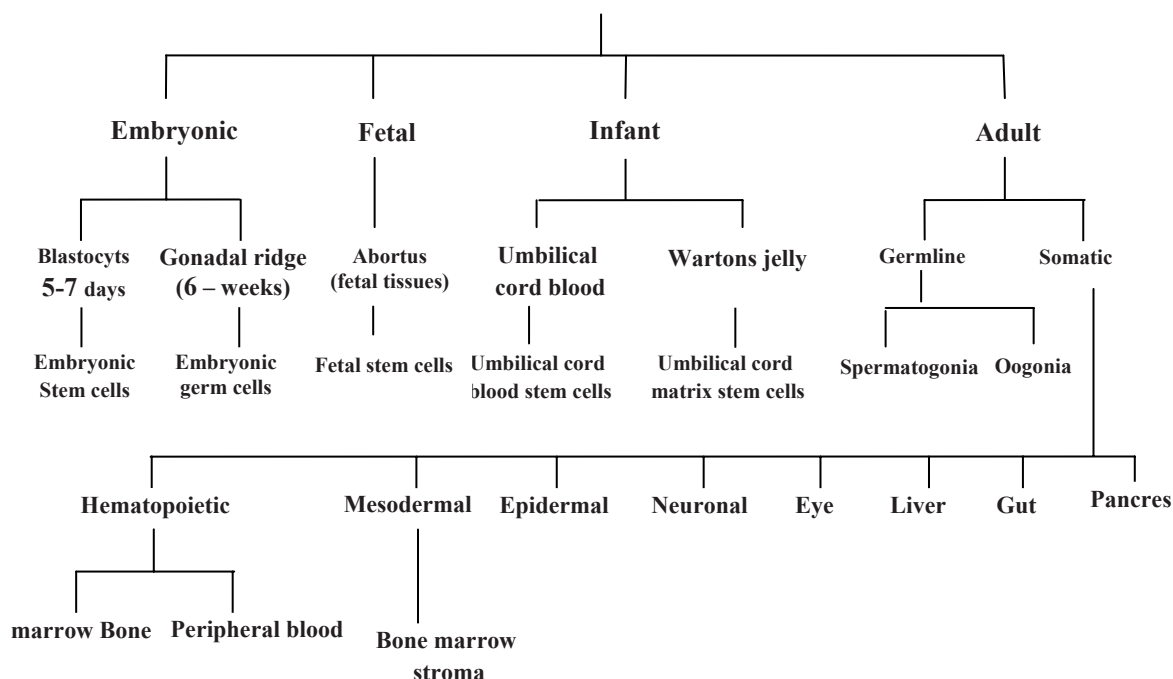 Embryonic
Fetal
Infant
Adult
Blastocyts
5-7 days
Gonadal ridge
(6 – weeks)
Abortus
(fetal tissues)
Umbilical
cord blood
Wartons jelly
Germline
Somatic
Embryonic
Stem cells
Embryonic
germ cells
Fetal stem cells
Umbilical cord
blood stem cells
Umbilical cord
matrix stem cells
Spermatogonia
Oogonia
Hematopoietic
Mesodermal
Epidermal
Neuronal
Eye
Liver
Gut
Pancres
marrow Bone
Peripheral blood
Bone marrow
stroma